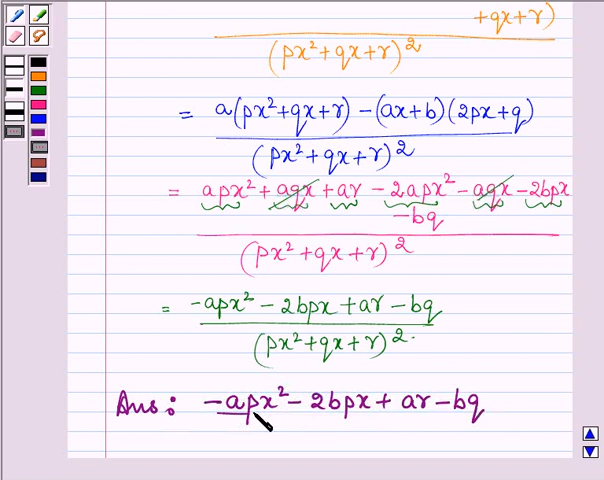 +qx+r)
(px²+qx+r)²
= a(px²+qx+r) - (ax+b)(2px+q)
(px²+qx+r)²
= apx² + aqx + ar - 2apx² - aqx - 2bpx
- bq
(px²+qx+r)²
= -apx² - 2bpx + ar - bq
(px²+qx+r)².
Ans: -apx² - 2bpx + ar - bq